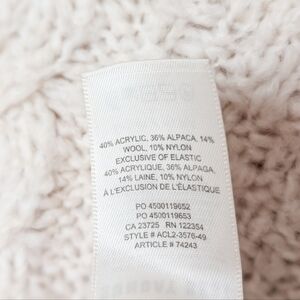 40% ACRYLIC, 36% ALPACA, 14%
WOOL, 10% NYLON
EXCLUSIVE OF ELASTIC
40% ACRYLIQUE, 36% ALPAGA,
14% LAINE, 10% NYLON
À L'EXCLUSION DE L'ÉLASTIQUE
PO 4500119652
PO 4500119653
CA 23725 RN 122354
STYLE # ACL2-3576-49
ARTICLE # 74243